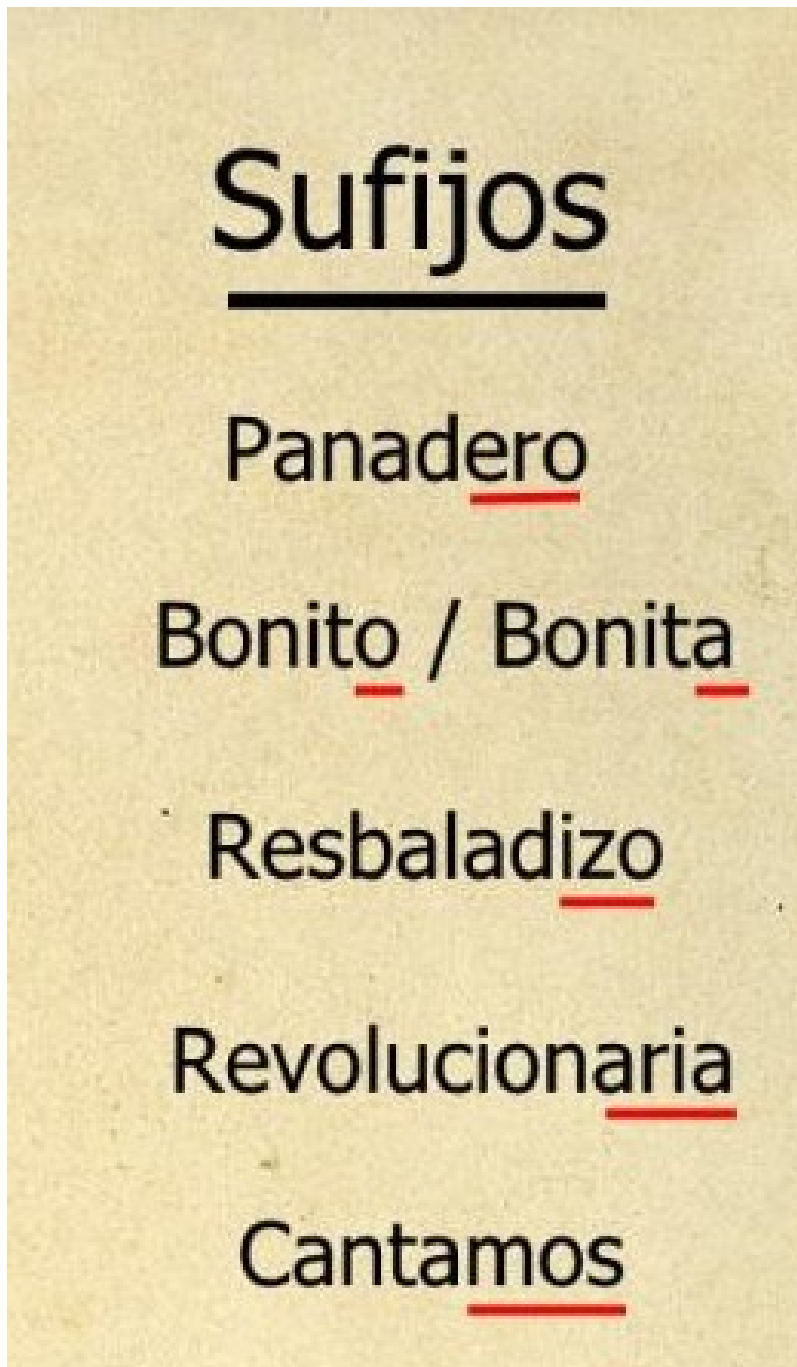 Sufijos
Panadero
Bonito / Bonita
Resbaladizo
Revolucionaria
Cantamos